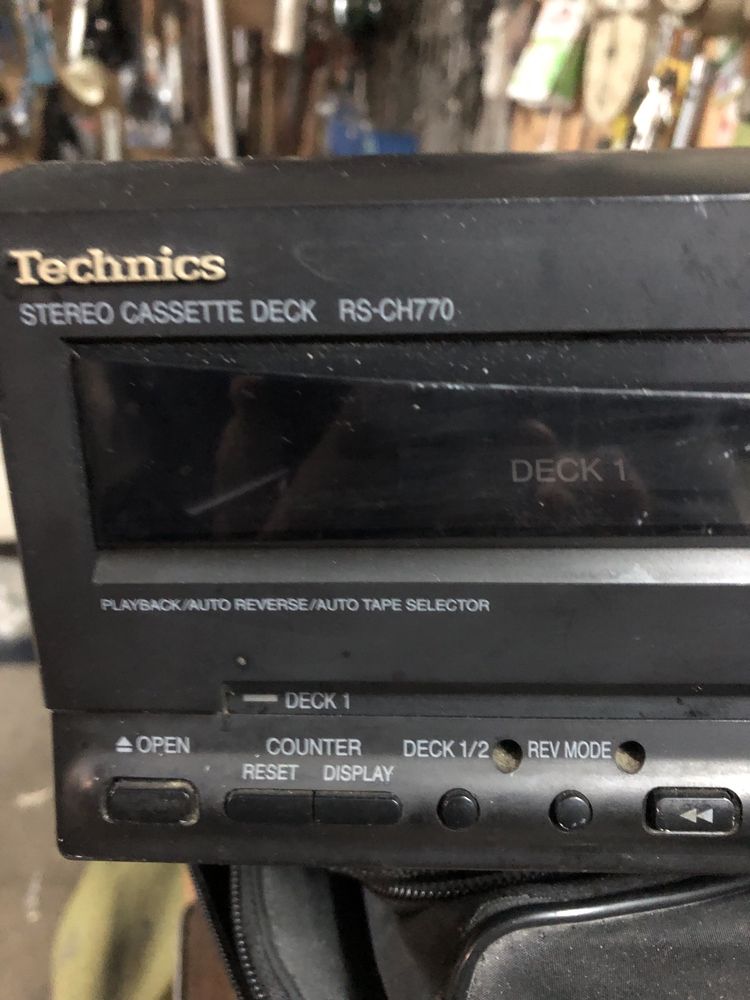 Technics
STEREO CASSETTE DECK RS-CH770
DECK 1
PLAYBACK/AUTO REVERSE/AUTO TAPE SELECTOR
DECK 1
⏏ OPEN
COUNTER
RESET DISPLAY
DECK 1/2
REV MODE
◀◀